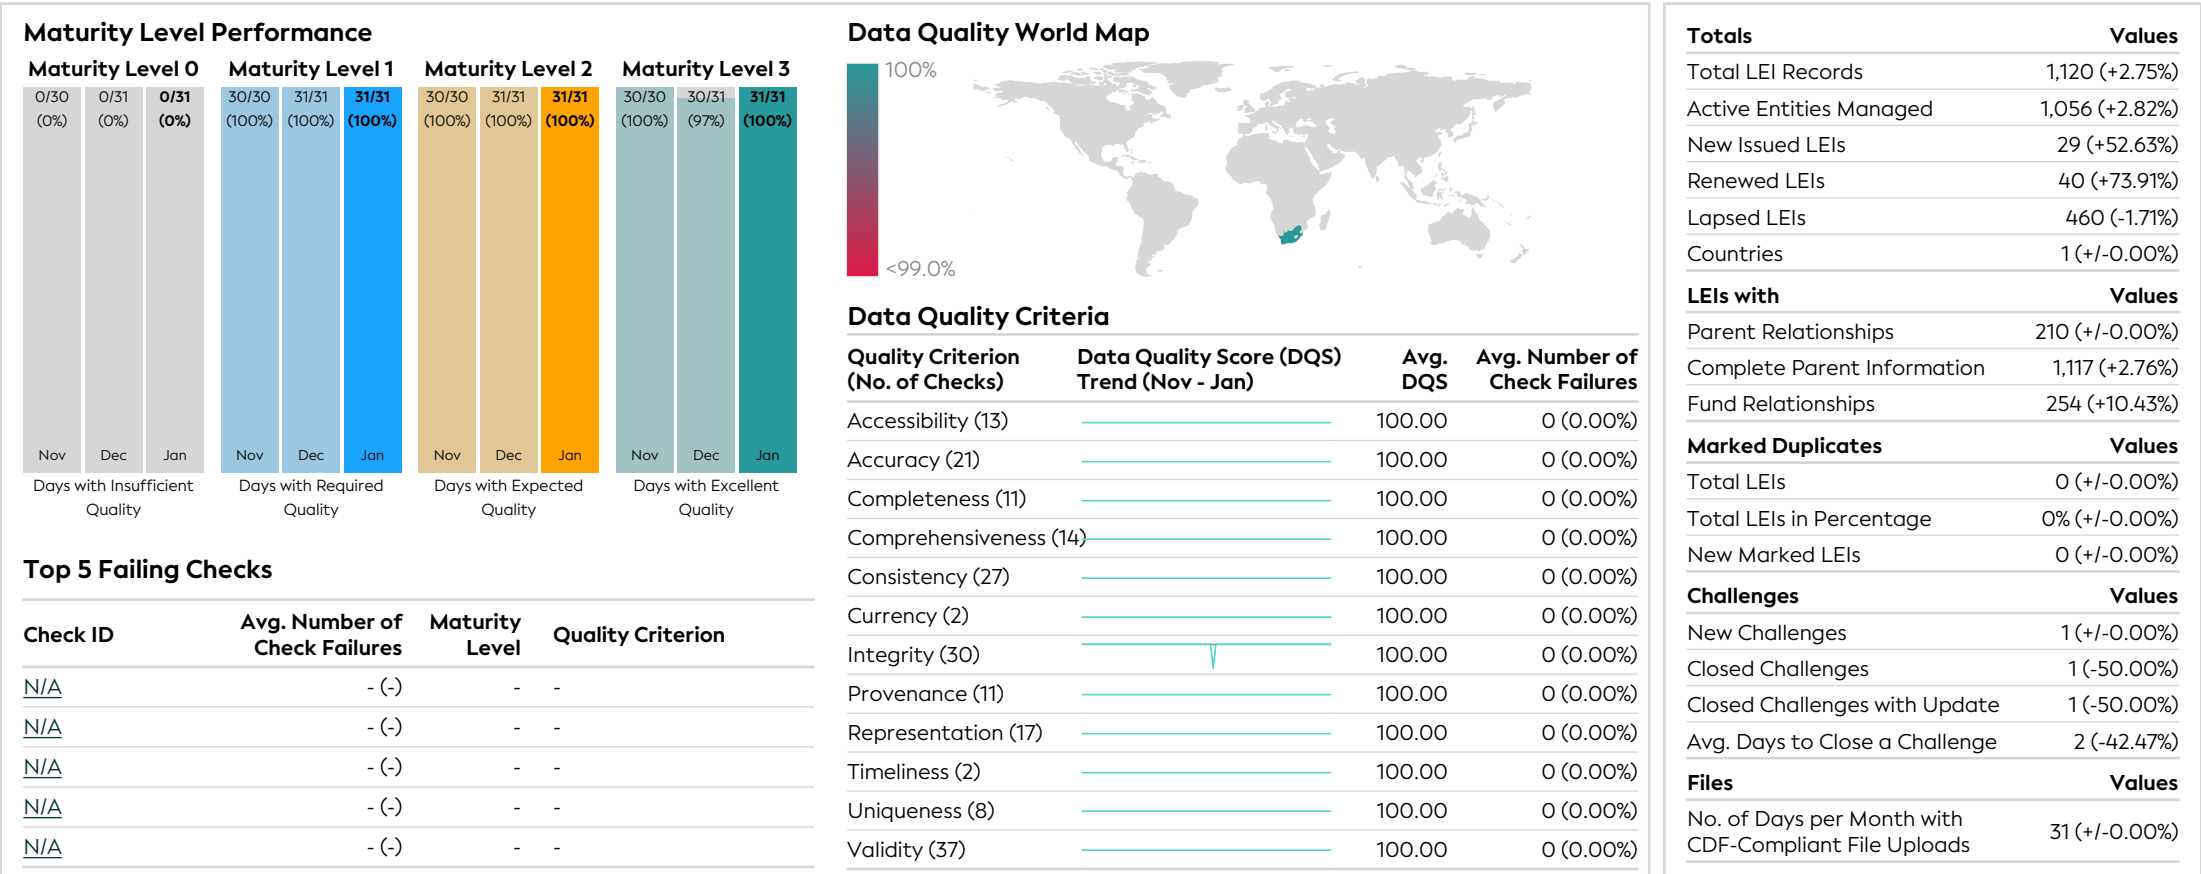 Maturity Level Performance
Maturity Level 0
0/30 0/31 0/31
(0%) (0%) (0%)
Nov Dec Jan
Days with Insufficient
Quality
Maturity Level 1
30/30 31/31 31/31
(100%) (100%) (100%)
Nov Dec Jan
Days with Required
Quality
Maturity Level 2
30/30 31/31 31/31
(100%) (100%) (100%)
Nov Dec Jan
Days with Expected
Quality
Maturity Level 3
30/30 30/31 31/31
(100%) (97%) (100%)
Nov Dec Jan
Days with Excellent
Quality
Top 5 Failing Checks
Check ID Avg. Number of Check Failures Maturity Level Quality Criterion
N/A - (-) - -
N/A - (-) - -
N/A - (-) - -
N/A - (-) - -
N/A - (-) - -
Data Quality World Map
100%
<99.0%
Data Quality Criteria
Quality Criterion (No. of Checks) Data Quality Score (DQS) Trend (Nov - Jan) Avg. DQS Avg. Number of Check Failures
Accessibility (13) 100.00 0 (0.00%)
Accuracy (21) 100.00 0 (0.00%)
Completeness (11) 100.00 0 (0.00%)
Comprehensiveness (14) 100.00 0 (0.00%)
Consistency (27) 100.00 0 (0.00%)
Currency (2) 100.00 0 (0.00%)
Integrity (30) 100.00 0 (0.00%)
Provenance (11) 100.00 0 (0.00%)
Representation (17) 100.00 0 (0.00%)
Timeliness (2) 100.00 0 (0.00%)
Uniqueness (8) 100.00 0 (0.00%)
Validity (37) 100.00 0 (0.00%)
Totals Values
Total LEI Records 1,120 (+2.75%)
Active Entities Managed 1,056 (+2.82%)
New Issued LEIs 29 (+52.63%)
Renewed LEIs 40 (+73.91%)
Lapsed LEIs 460 (-1.71%)
Countries 1 (+/-0.00%)
LEIs with Values
Parent Relationships 210 (+/-0.00%)
Complete Parent Information 1,117 (+2.76%)
Fund Relationships 254 (+10.43%)
Marked Duplicates Values
Total LEIs 0 (+/-0.00%)
Total LEIs in Percentage 0% (+/-0.00%)
New Marked LEIs 0 (+/-0.00%)
Challenges Values
New Challenges 1 (+/-0.00%)
Closed Challenges 1 (-50.00%)
Closed Challenges with Update 1 (-50.00%)
Avg. Days to Close a Challenge 2 (-42.47%)
Files Values
No. of Days per Month with
CDF-Compliant File Uploads 31 (+/-0.00%)